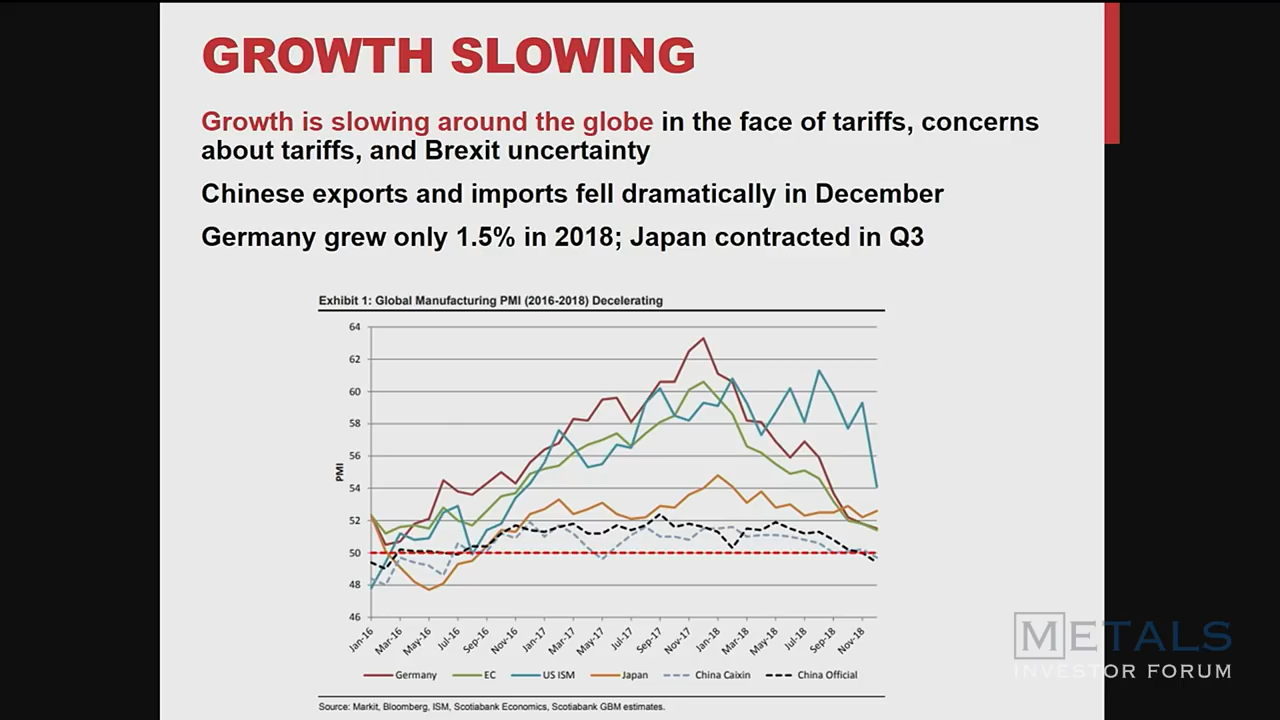 GROWTH SLOWING
Growth is slowing around the globe in the face of tariffs, concerns
about tariffs, and Brexit uncertainty
Chinese exports and imports fell dramatically in December
Germany grew only 1.5% in 2018; Japan contracted in Q3
Exhibit 1: Global Manufacturing PMI (2016-2018) Decelerating
PMI
64
62
60
58
56
54
52
50
48
46
Jan-16 Mar-16 May-16 Jul-16 Sep-16 Nov-16 Jan-17 Mar-17 May-17 Jul-17 Sep-17 Nov-17 Jan-18 Mar-18 May-18 Jul-18 Sep-18 Nov-18
Germany EC US ISM Japan China Caixin China Official
Source: Markit, Bloomberg, ISM, Scotiabank Economics, Scotiabank GBM estimates.
METALS
INVESTOR FORUM